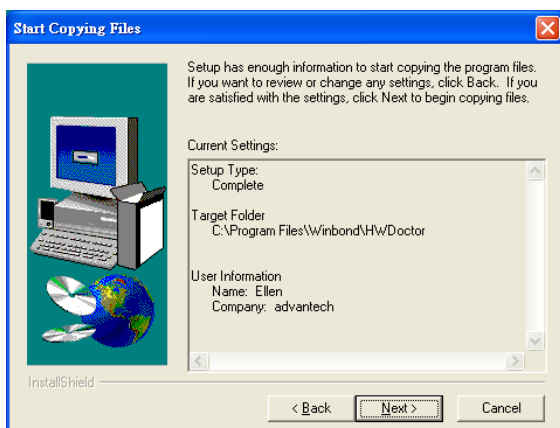 Start Copying Files
Setup has enough information to start copying the program files.
If you want to review or change any settings, click Back.  If you
are satisfied with the settings, click Next to begin copying files.
Current Settings:
Setup Type:
Complete
Target Folder
C:\Program Files\Winbond\HWDoctor
User Information
Name:  Ellen
Company:  advantech
InstallShield
< Back
Next >
Cancel